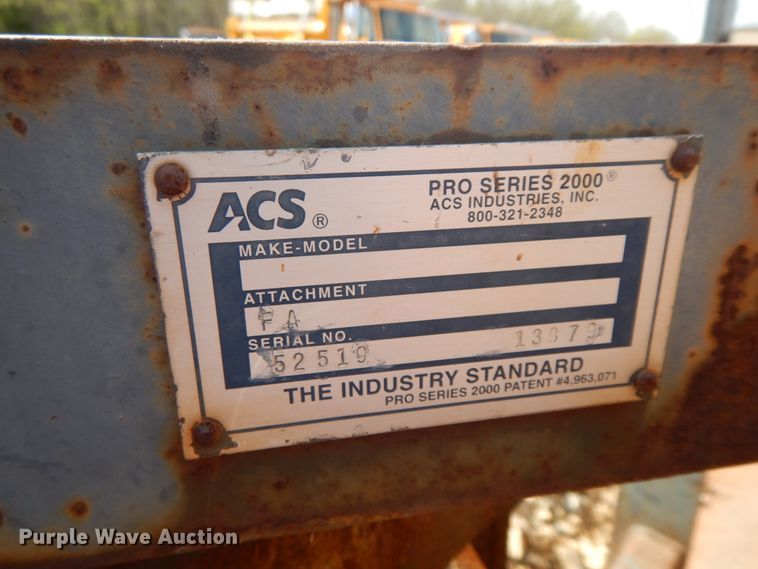 ACS®
PRO SERIES 2000®
ACS INDUSTRIES, INC.
800-321-2348
MAKE-MODEL
ATTACHMENT
FA
SERIAL NO.
52519 13879
THE INDUSTRY STANDARD
PRO SERIES 2000 PATENT #4,963,071
Purple Wave Auction